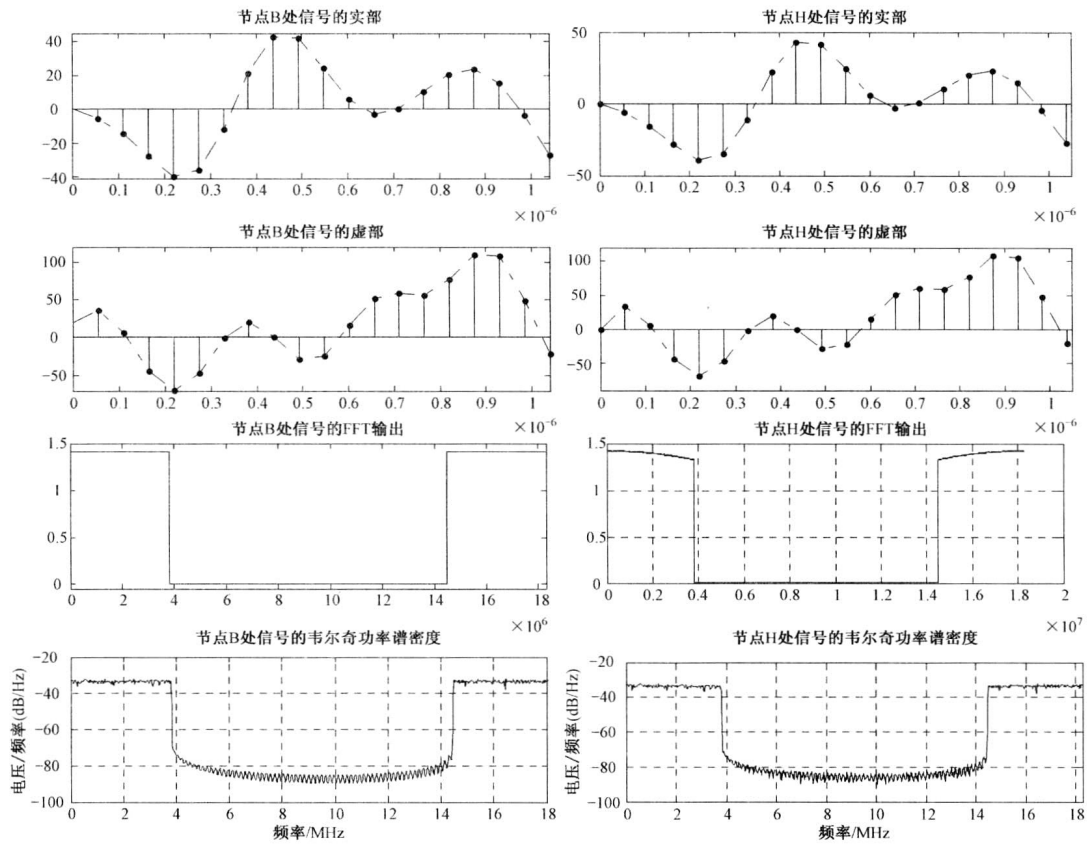 节点B处信号的实部
40
20
0
−20
−40
0 0.1 0.2 0.3 0.4 0.5 0.6 0.7 0.8 0.9 1
×10⁻⁶
节点H处信号的实部
50
0
−50
0 0.1 0.2 0.3 0.4 0.5 0.6 0.7 0.8 0.9 1
×10⁻⁶
节点B处信号的虚部
100
50
0
−50
0 0.1 0.2 0.3 0.4 0.5 0.6 0.7 0.8 0.9 1
×10⁻⁶
节点H处信号的虚部
100
50
0
−50
0 0.1 0.2 0.3 0.4 0.5 0.6 0.7 0.8 0.9 1
×10⁻⁶
节点B处信号的FFT输出
1.5
1
0.5
0
0 2 4 6 8 10 12 14 16 18
×10⁶
节点H处信号的FFT输出
1.5
1
0.5
0
0 0.2 0.4 0.6 0.8 1 1.2 1.4 1.6 1.8 2
×10⁷
节点B处信号的韦尔奇功率谱密度
电压/频率(dB/Hz)
−20
−40
−60
−80
−100
0 2 4 6 8 10 12 14 16 18
频率/MHz
节点H处信号的韦尔奇功率谱密度
电压/频率(dB/Hz)
−20
−40
−60
−80
−100
0 2 4 6 8 10 12 14 16 18
频率/MHz